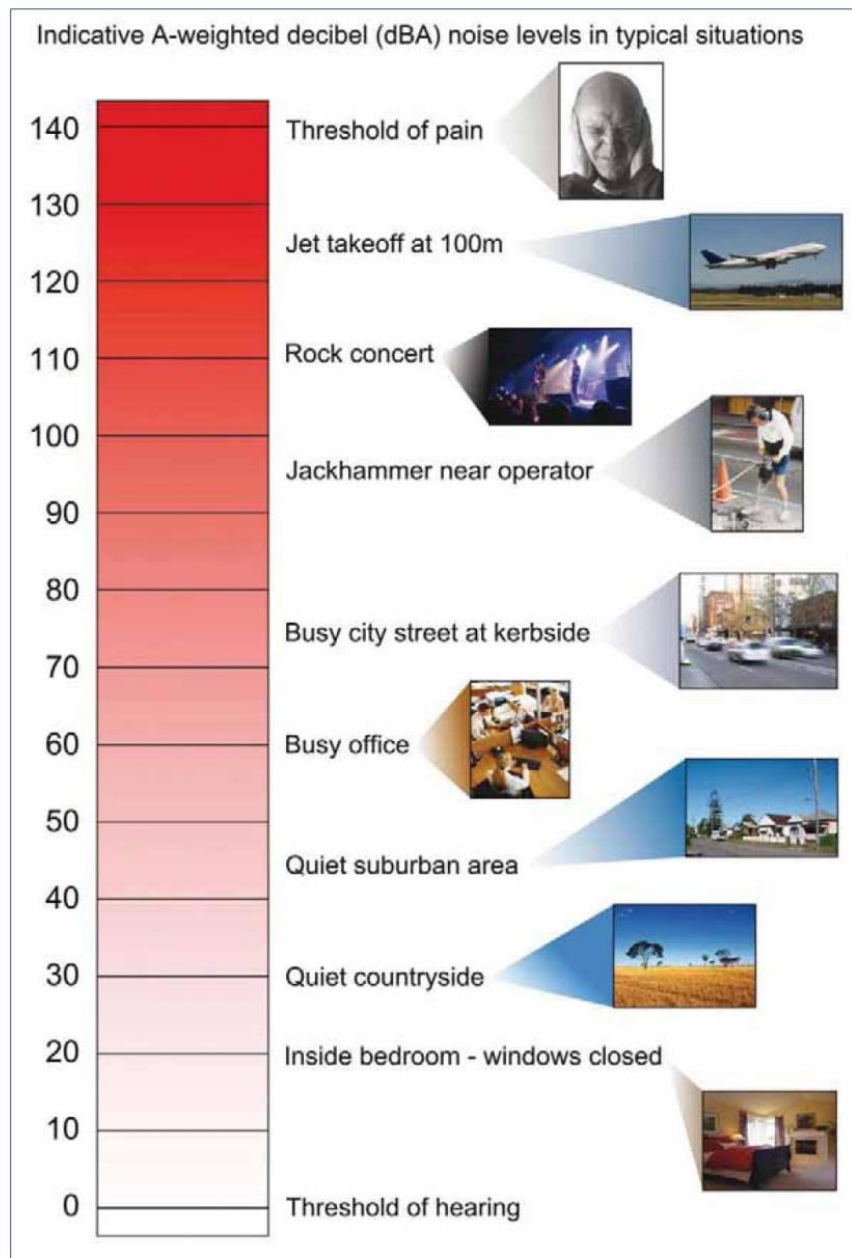 Indicative A-weighted decibel (dBA) noise levels in typical situations
140
Threshold of pain
130
Jet takeoff at 100m
120
110
Rock concert
100
Jackhammer near operator
90
80
Busy city street at kerbside
70
60
Busy office
50
Quiet suburban area
40
30
Quiet countryside
20
Inside bedroom - windows closed
10
0
Threshold of hearing